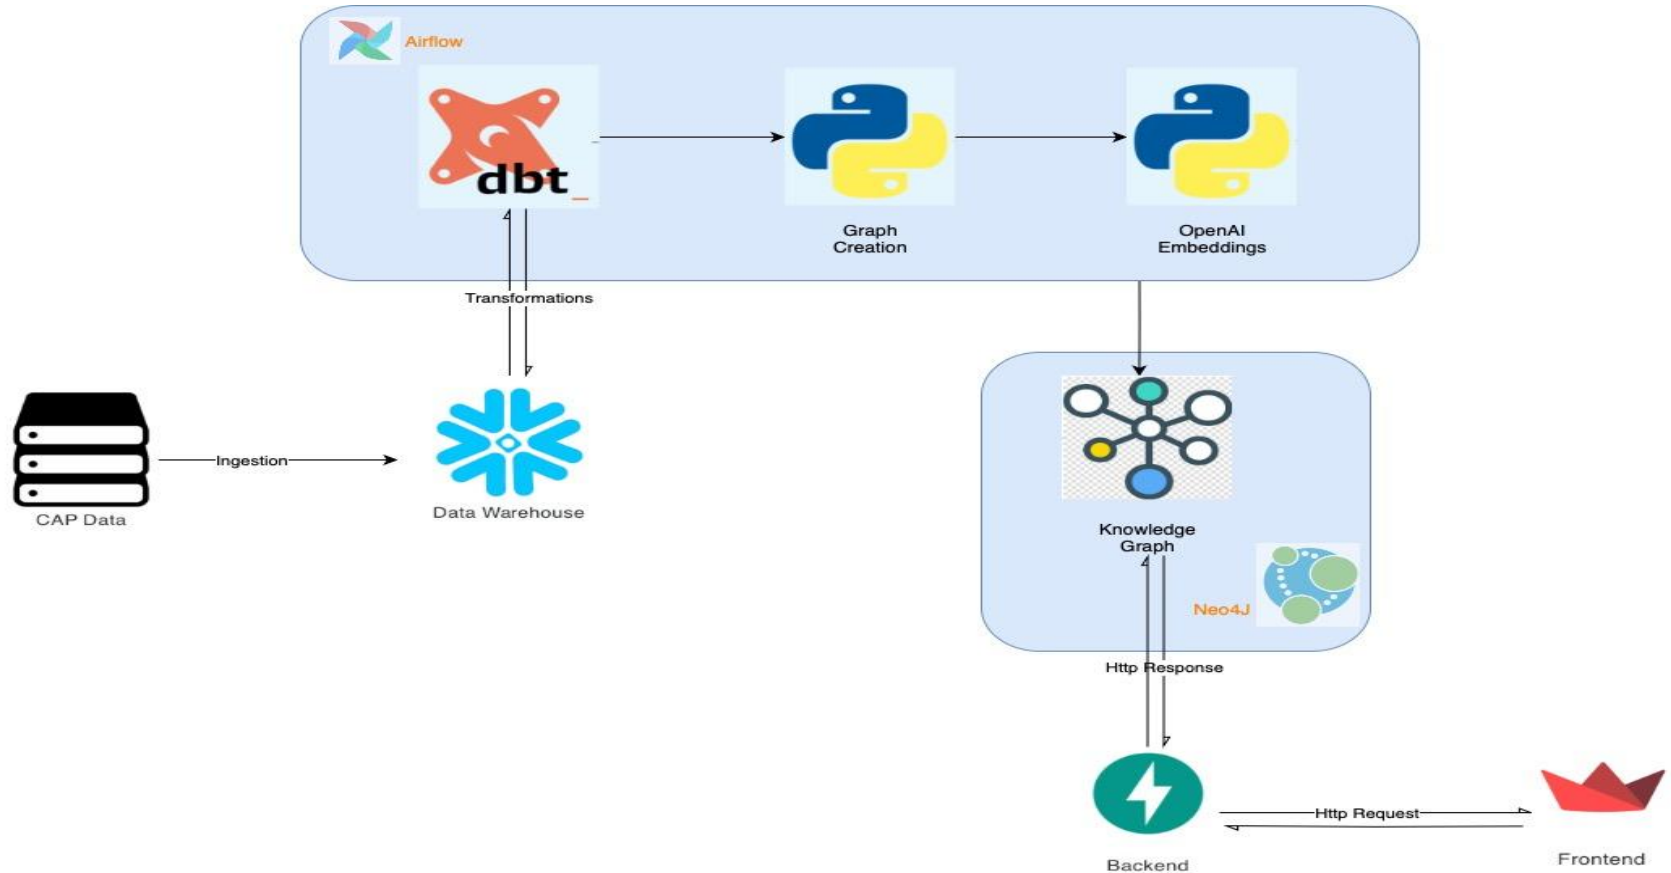 Airflow
dbt_
Graph
Creation
OpenAI
Embeddings
Transformations
Ingestion
CAP Data
Data Warehouse
Knowledge
Graph
Neo4J
Http Response
Http Request
Backend
Frontend